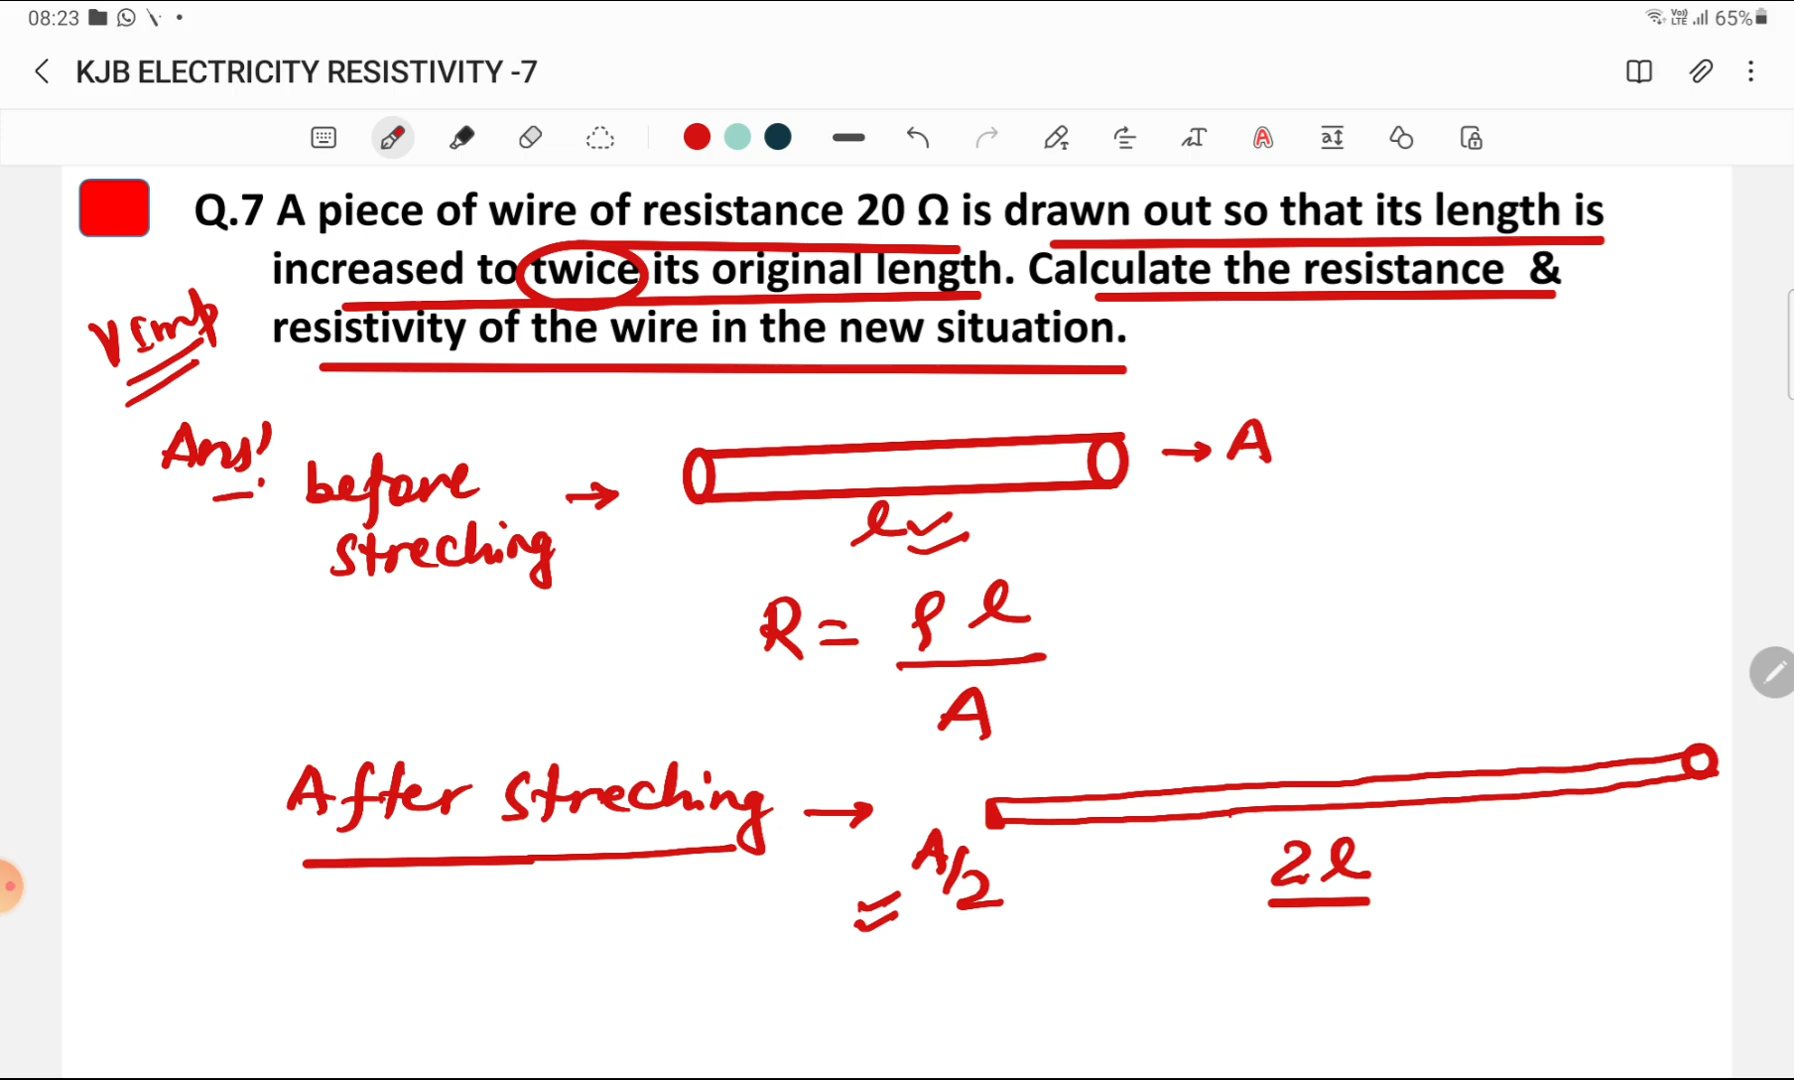 08:23
Vo) LTE 65%
KJB ELECTRICITY RESISTIVITY -7
Q.7 A piece of wire of resistance 20 Ω is drawn out so that its length is
increased to twice its original length. Calculate the resistance &
resistivity of the wire in the new situation.
V Imp
Ans:
before
streching → → A
l
R = ρ l
A
After streching →
A/2
2l